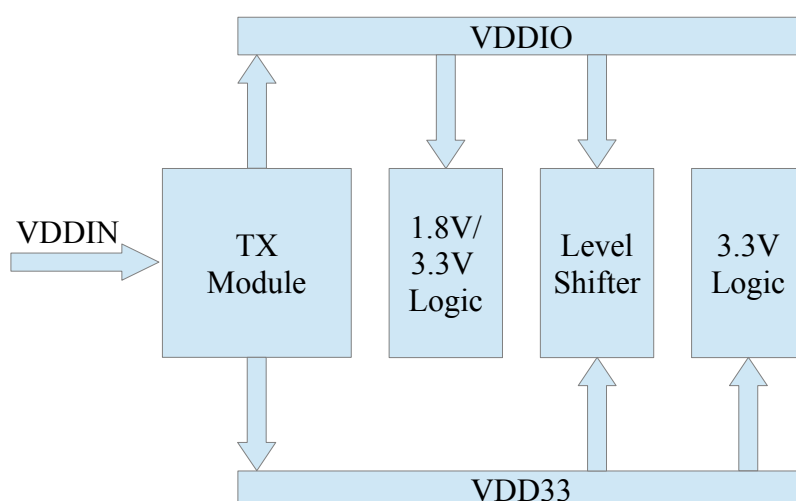 VDDIO
VDDIN
TX
Module
1.8V/
3.3V
Logic
Level
Shifter
3.3V
Logic
VDD33